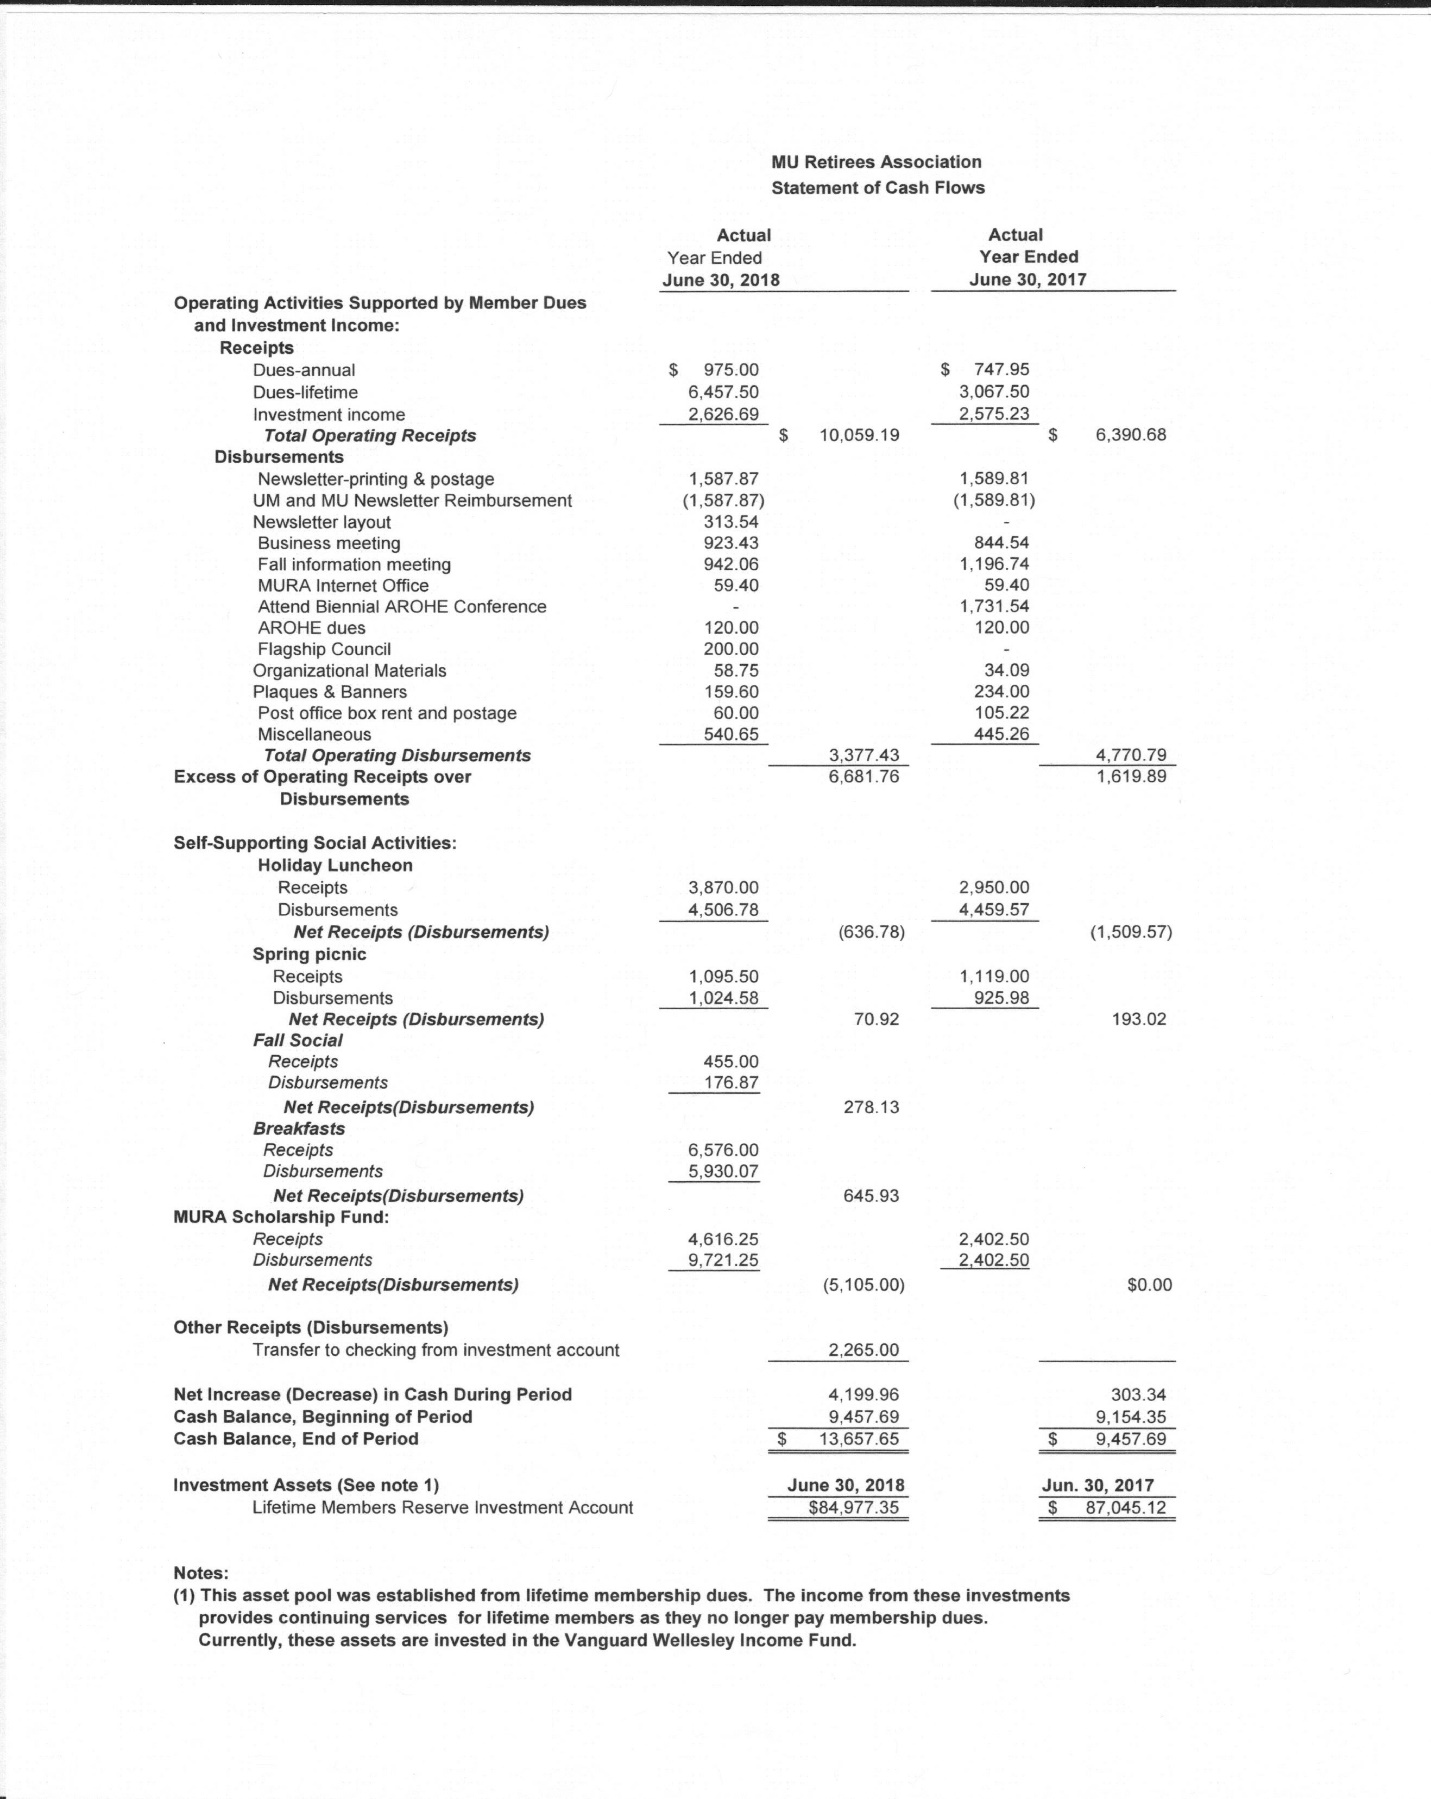 MU Retirees Association
Statement of Cash Flows
Actual Actual
Year Ended Year Ended
June 30, 2018 June 30, 2017
Operating Activities Supported by Member Dues
and Investment Income:
Receipts
Dues-annual $ 975.00 $ 747.95
Dues-lifetime 6,457.50 3,067.50
Investment income 2,626.69 2,575.23
Total Operating Receipts $ 10,059.19 $ 6,390.68
Disbursements
Newsletter-printing & postage 1,587.87 1,589.81
UM and MU Newsletter Reimbursement (1,587.87) (1,589.81)
Newsletter layout 313.54 -
Business meeting 923.43 844.54
Fall information meeting 942.06 1,196.74
MURA Internet Office 59.40 59.40
Attend Biennial AROHE Conference - 1,731.54
AROHE dues 120.00 120.00
Flagship Council 200.00 -
Organizational Materials 58.75 34.09
Plaques & Banners 159.60 234.00
Post office box rent and postage 60.00 105.22
Miscellaneous 540.65 445.26
Total Operating Disbursements 3,377.43 4,770.79
Excess of Operating Receipts over 6,681.76 1,619.89
Disbursements
Self-Supporting Social Activities:
Holiday Luncheon
Receipts 3,870.00 2,950.00
Disbursements 4,506.78 4,459.57
Net Receipts (Disbursements) (636.78) (1,509.57)
Spring picnic
Receipts 1,095.50 1,119.00
Disbursements 1,024.58 925.98
Net Receipts (Disbursements) 70.92 193.02
Fall Social
Receipts 455.00
Disbursements 176.87
Net Receipts(Disbursements) 278.13
Breakfasts
Receipts 6,576.00
Disbursements 5,930.07
Net Receipts(Disbursements) 645.93
MURA Scholarship Fund:
Receipts 4,616.25 2,402.50
Disbursements 9,721.25 2,402.50
Net Receipts(Disbursements) (5,105.00) $0.00
Other Receipts (Disbursements)
Transfer to checking from investment account 2,265.00
Net Increase (Decrease) in Cash During Period 4,199.96 303.34
Cash Balance, Beginning of Period 9,457.69 9,154.35
Cash Balance, End of Period $ 13,657.65 $ 9,457.69
Investment Assets (See note 1) June 30, 2018 Jun. 30, 2017
Lifetime Members Reserve Investment Account $84,977.35 $ 87,045.12
Notes:
(1) This asset pool was established from lifetime membership dues. The income from these investments
provides continuing services for lifetime members as they no longer pay membership dues.
Currently, these assets are invested in the Vanguard Wellesley Income Fund.